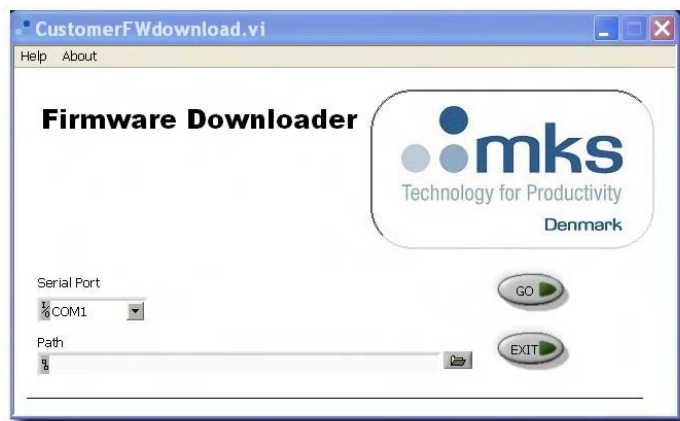 CustomerFWdownload.vi
Help About
Firmware Downloader
mks
Technology for Productivity
Denmark
Serial Port
COM1
GO
Path
EXIT